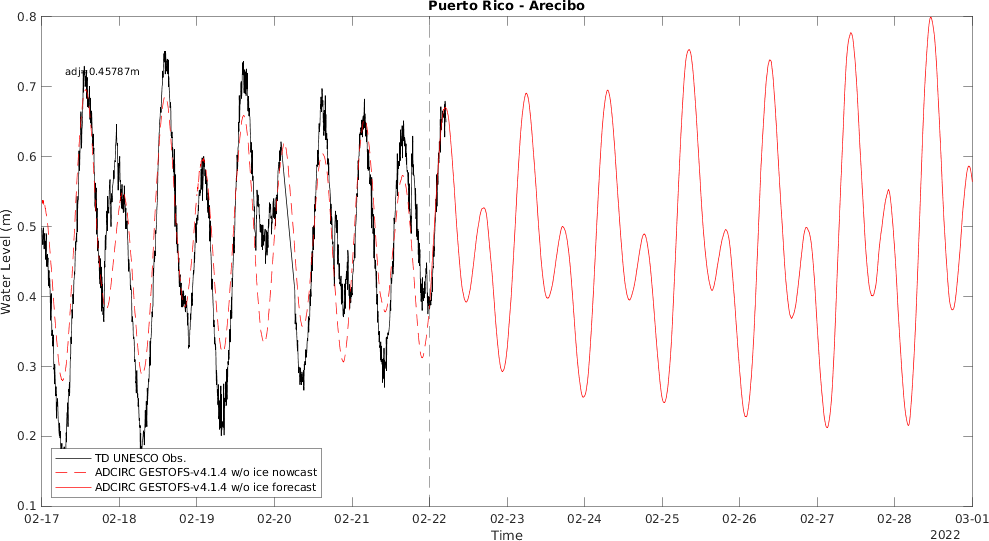 Puerto Rico - Arecibo
adj=0.45787m
Water Level (m)
0.8
0.7
0.6
0.5
0.4
0.3
0.2
0.1
TD UNESCO Obs.
ADCIRC GESTOFS-v4.1.4 w/o ice nowcast
ADCIRC GESTOFS-v4.1.4 w/o ice forecast
02-17 02-18 02-19 02-20 02-21 02-22 02-23 02-24 02-25 02-26 02-27 02-28 03-01
Time
2022